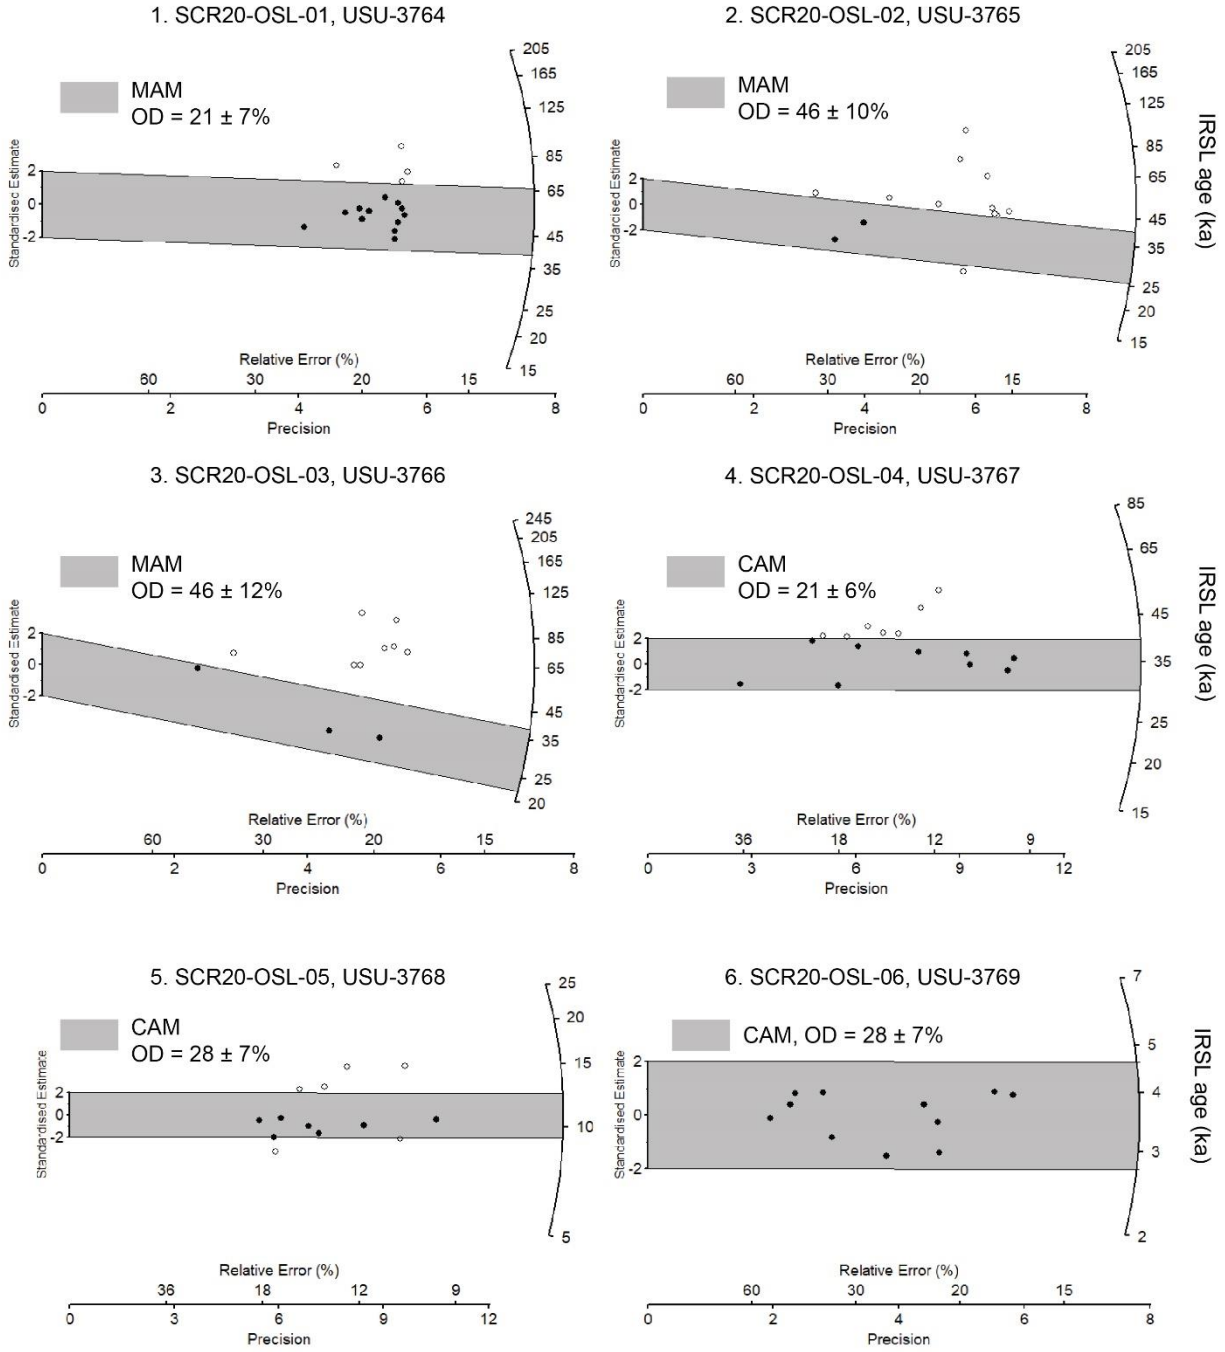 1. SCR20-OSL-01, USU-3764
MAM
OD = 21 ± 7%
Standardised Estimate
2
0
-2
205
165
125
85
65
45
35
25
20
15
Relative Error (%)
60 30 20 15
0 2 4 6 8
Precision
2. SCR20-OSL-02, USU-3765
MAM
OD = 46 ± 10%
Standardised Estimate
2
0
-2
205
165
125
85
65
45
35
25
20
15
IRSL age (ka)
Relative Error (%)
60 30 20 15
0 2 4 6 8
Precision
3. SCR20-OSL-03, USU-3766
MAM
OD = 46 ± 12%
Standardised Estimate
2
0
-2
245
205
165
125
85
65
45
35
25
20
Relative Error (%)
60 30 20 15
0 2 4 6 8
Precision
4. SCR20-OSL-04, USU-3767
CAM
OD = 21 ± 6%
Standardised Estimate
2
0
-2
85
65
45
35
25
20
15
IRSL age (ka)
Relative Error (%)
36 18 12 9
0 3 6 9 12
Precision
5. SCR20-OSL-05, USU-3768
CAM
OD = 28 ± 7%
Standardised Estimate
2
0
-2
25
20
15
10
5
Relative Error (%)
36 18 12 9
0 3 6 9 12
Precision
6. SCR20-OSL-06, USU-3769
CAM, OD = 28 ± 7%
Standardised Estimate
2
0
-2
7
5
4
3
2
IRSL age (ka)
Relative Error (%)
60 30 20 15
0 2 4 6 8
Precision